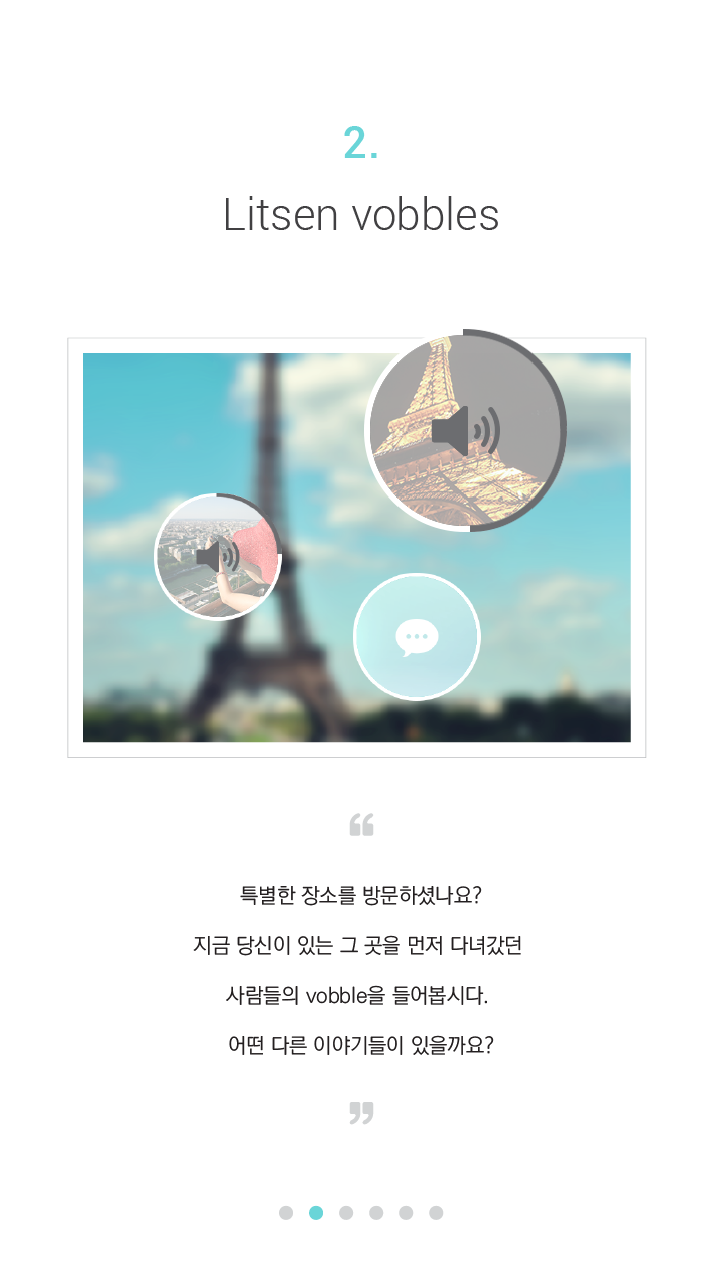 2.
Litsen vobbles
“
특별한 장소를 방문하셨나요?
지금 당신이 있는 그 곳을 먼저 다녀갔던
사람들의 vobble을 들어봅시다.
어떤 다른 이야기들이 있을까요?
”